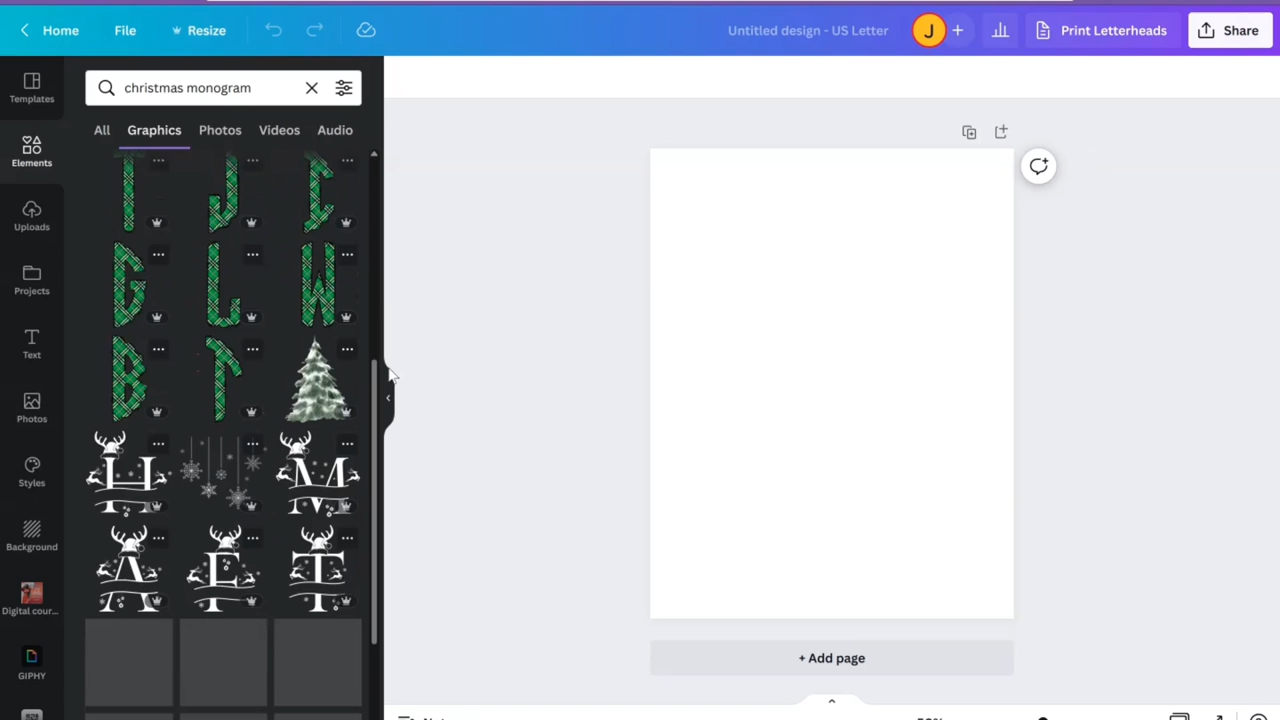 Home File Resize Untitled design - US Letter J + Print Letterheads Share
Templates
Elements
Uploads
Projects
Text
Photos
Styles
Background
Digital cour...
GIPHY
christmas monogram
All Graphics Photos Videos Audio
I J E
G L W
B T
H M
A E T
+ Add page